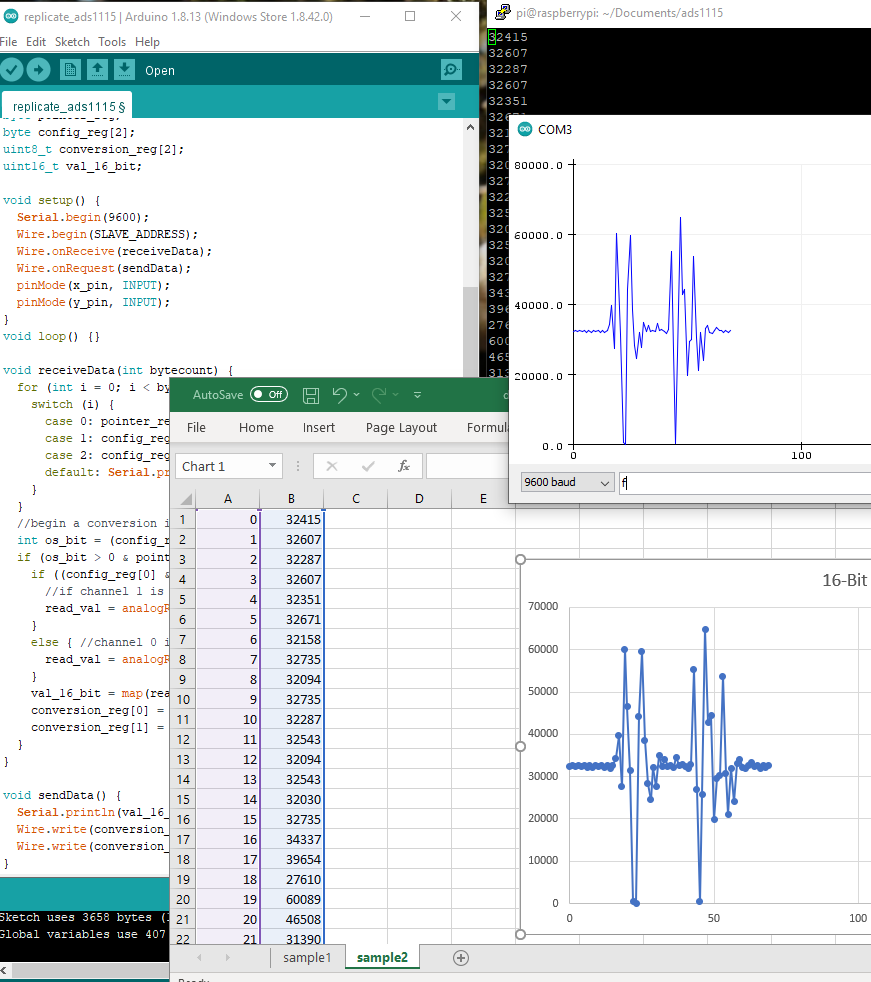 replicate_ads1115 | Arduino 1.8.13 (Windows Store 1.8.42.0)
File Edit Sketch Tools Help
Open
replicate_ads1115 §
byte config_reg[2];
uint8_t conversion_reg[2];
uint16_t val_16_bit;
void setup() {
Serial.begin(9600);
Wire.begin(SLAVE_ADDRESS);
Wire.onReceive(receiveData);
Wire.onRequest(sendData);
pinMode(x_pin, INPUT);
pinMode(y_pin, INPUT);
}
void loop() {}
void receiveData(int bytecount) {
for (int i = 0; i < by
switch (i) {
case 0: pointer_re
case 1: config_reg
case 2: config_reg
default: Serial.pr
}
}
//begin a conversion i
int os_bit = (config_r
if (os_bit > 0 & point
if ((config_reg[0] &
//if channel 1 is
read_val = analogR
}
else { //channel 0 i
read_val = analogR
}
val_16_bit = map(rea
conversion_reg[0] =
conversion_reg[1] =
}
}
void sendData() {
Serial.println(val_16_
Wire.write(conversion_
Wire.write(conversion_
}
Sketch uses 3658 bytes (
Global variables use 407
pi@raspberrypi: ~/Documents/ads1115
32415
32607
32287
32607
32351
COM3
80000.0
60000.0
40000.0
20000.0
0.0
0
100
9600 baud
f
AutoSave Off
File Home Insert Page Layout Formula
Chart 1
fx
A B C D E
1 0 32415
2 1 32607
3 2 32287
4 3 32607
5 4 32351
6 5 32671
7 6 32158
8 7 32735
9 8 32094
10 9 32735
11 10 32287
12 11 32543
13 12 32094
14 13 32543
15 14 32030
16 15 32735
17 16 34337
18 17 39654
19 18 27610
20 19 60089
21 20 46508
22 21 31390
16-Bit
70000
60000
50000
40000
30000
20000
10000
0
0 50 100
sample1 sample2